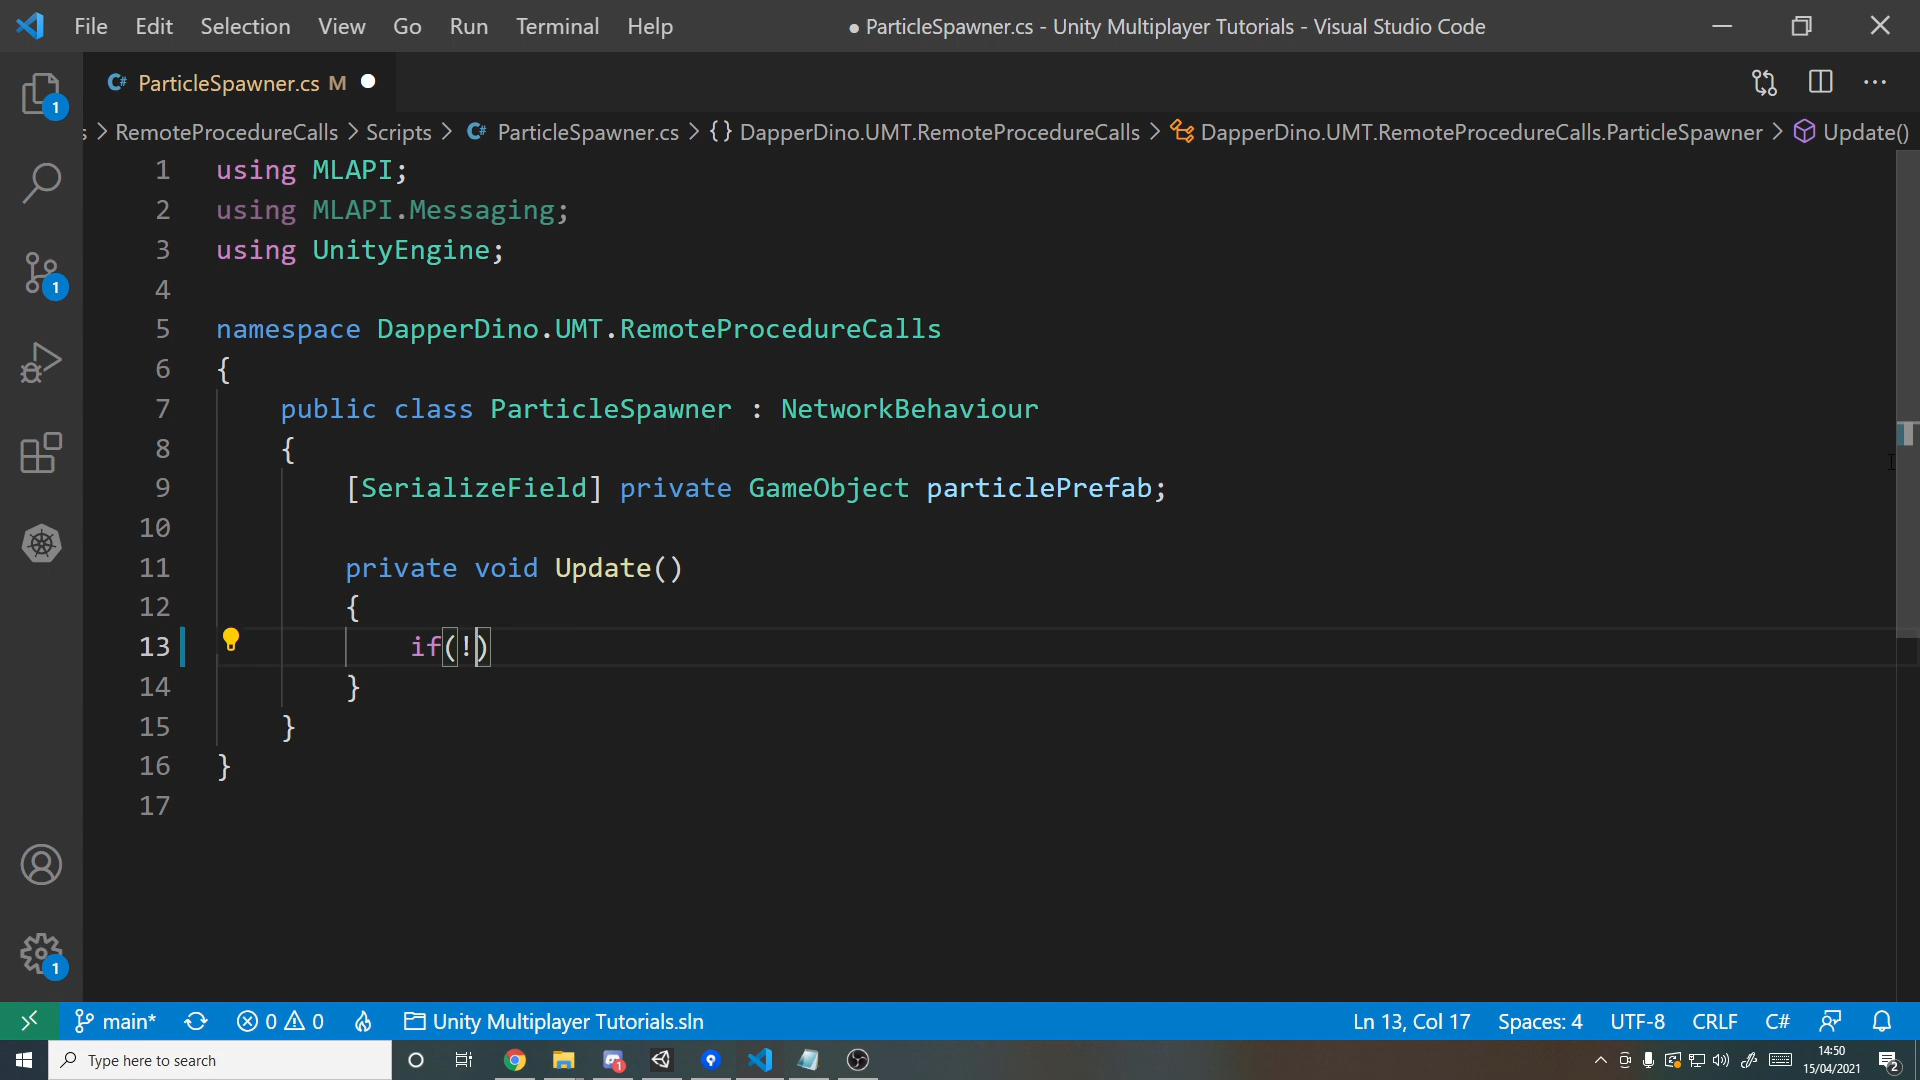 File Edit Selection View Go Run Terminal Help ● ParticleSpawner.cs - Unity Multiplayer Tutorials - Visual Studio Code
C# ParticleSpawner.cs M
s > RemoteProcedureCalls > Scripts > C# ParticleSpawner.cs > {} DapperDino.UMT.RemoteProcedureCalls > DapperDino.UMT.RemoteProcedureCalls.ParticleSpawner > Update()
1 using MLAPI;
2 using MLAPI.Messaging;
3 using UnityEngine;
4
5 namespace DapperDino.UMT.RemoteProcedureCalls
6 {
7 public class ParticleSpawner : NetworkBehaviour
8 {
9 [SerializeField] private GameObject particlePrefab;
10
11 private void Update()
12 {
13 if(!)
14 }
15 }
16 }
17
1
1
1
main* 0 0 Unity Multiplayer Tutorials.sln Ln 13, Col 17 Spaces: 4 UTF-8 CRLF C#
Type here to search 1 14:50
15/04/2021 2